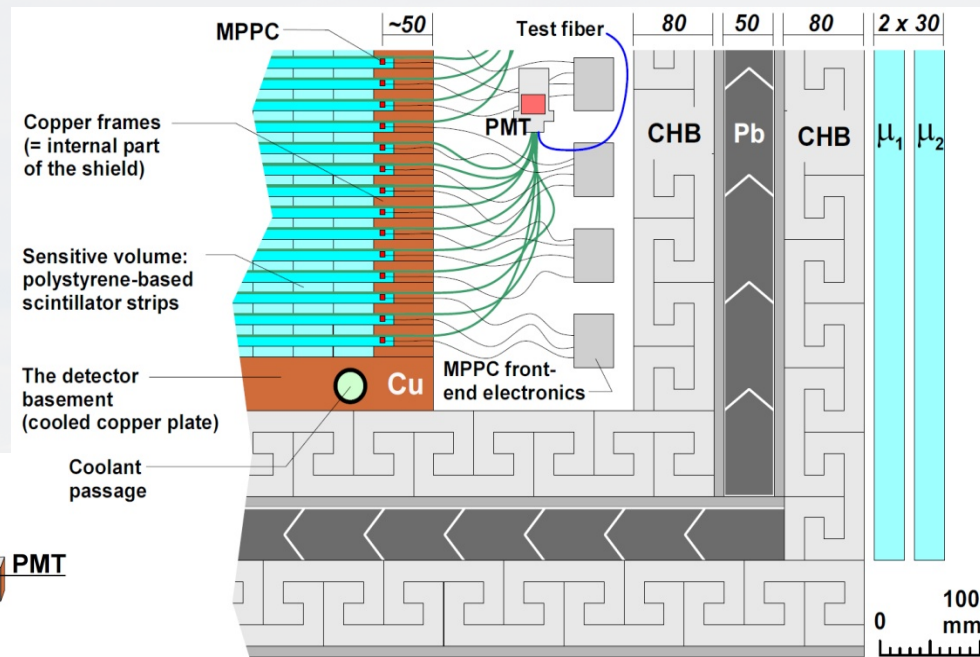 ~50
80
50
80
2 x 30
MPPC
Test fiber
Copper frames
(= internal part
of the shield)
PMT
CHB
Pb
CHB
μ1
μ2
Sensitive volume:
polystyrene-based
scintillator strips
The detector
basement
(cooled copper plate)
Cu
MPPC front-
end electronics
Coolant
passage
PMT
0
100
mm